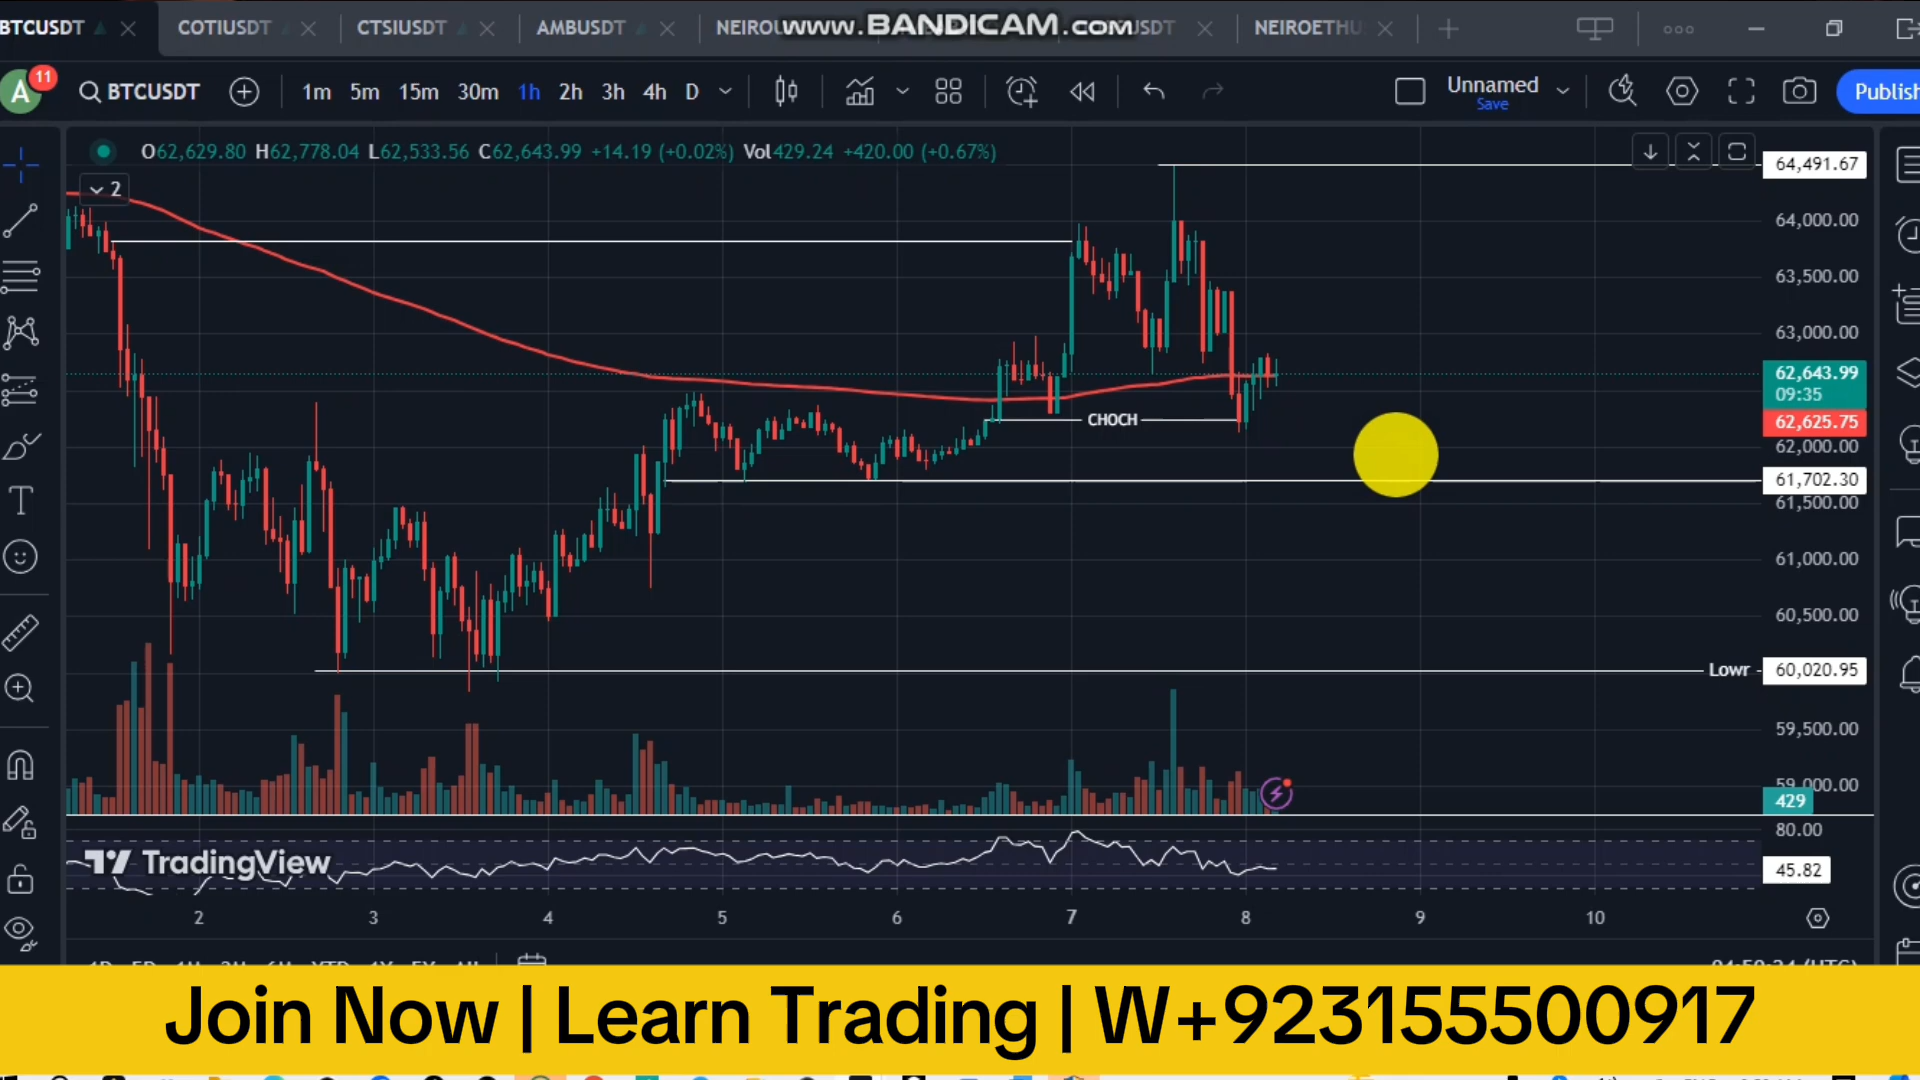 BTCUSDT
COTIUSDT
CTSIUSDT
AMBUSDT
www.BANDICAM.com
NEIROETHU
A 11
BTCUSDT
1m 5m 15m 30m 1h 2h 3h 4h D
Unnamed
Save
Publish
O62,629.80 H62,778.04 L62,533.56 C62,643.99 +14.19 (+0.02%) Vol429.24 +420.00 (+0.67%)
2
64,491.67
64,000.00
63,500.00
63,000.00
62,643.99
09:35
62,625.75
CHOCH
62,000.00
61,702.30
61,500.00
61,000.00
60,500.00
Lowr
60,020.95
59,500.00
59,000.00
429
80.00
TradingView
45.82
2 3 4 5 6 7 8 9 10
Join Now | Learn Trading | W+923155500917